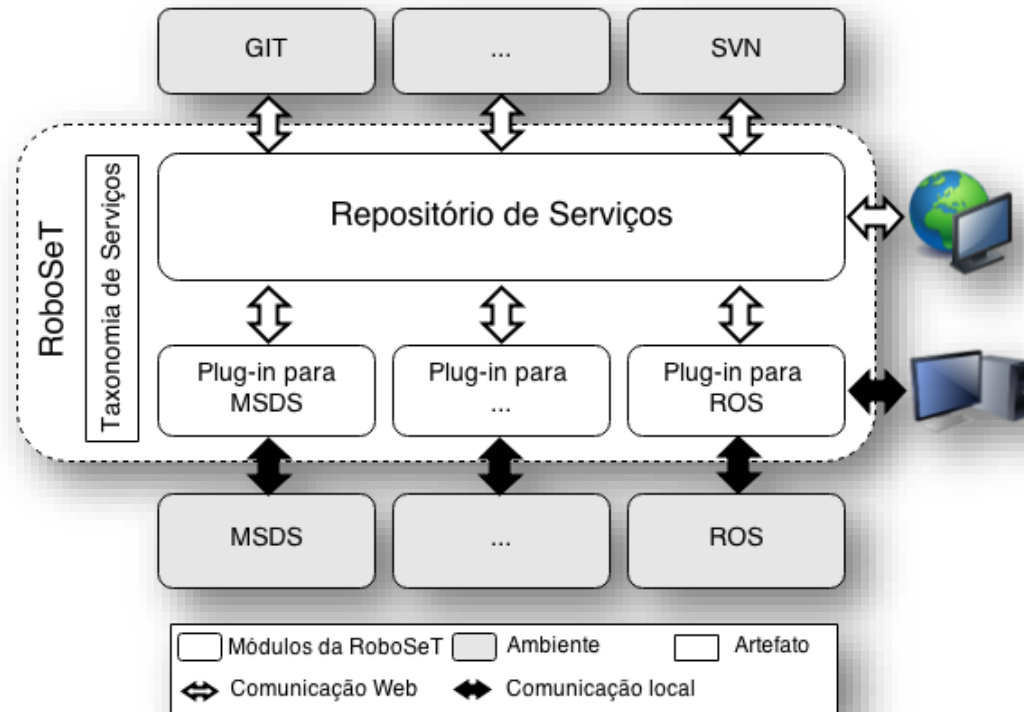 GIT
...
SVN
RoboSeT
Taxonomia de Serviços
Repositório de Serviços
Plug-in para
MSDS
Plug-in para
...
Plug-in para
ROS
MSDS
...
ROS
Módulos da RoboSeT
Ambiente
Artefato
Comunicação Web
Comunicação local